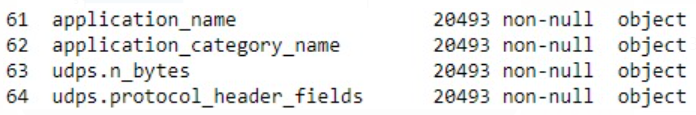 61 application_name 20493 non-null object
62 application_category_name 20493 non-null object
63 udps.n_bytes 20493 non-null object
64 udps.protocol_header_fields 20493 non-null object